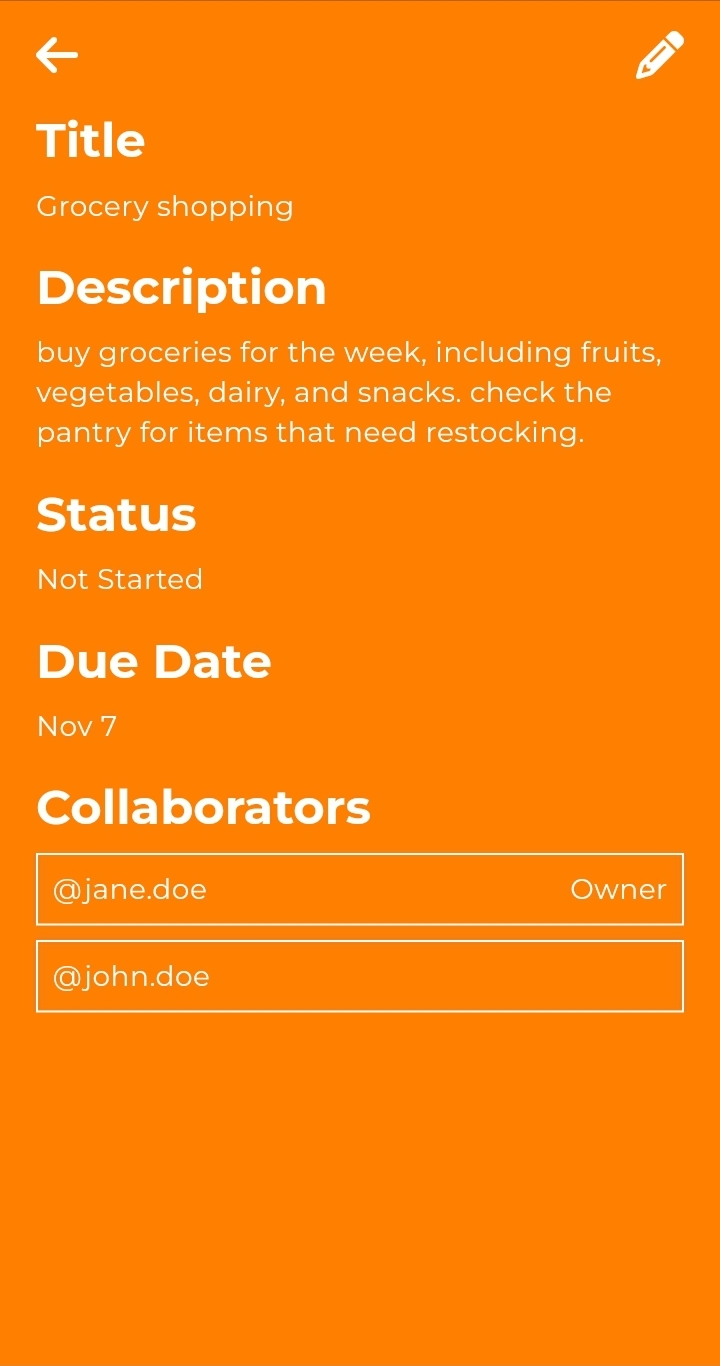 Title
Grocery shopping
Description
buy groceries for the week, including fruits,
vegetables, dairy, and snacks. check the
pantry for items that need restocking.
Status
Not Started
Due Date
Nov 7
Collaborators
@jane.doe Owner
@john.doe